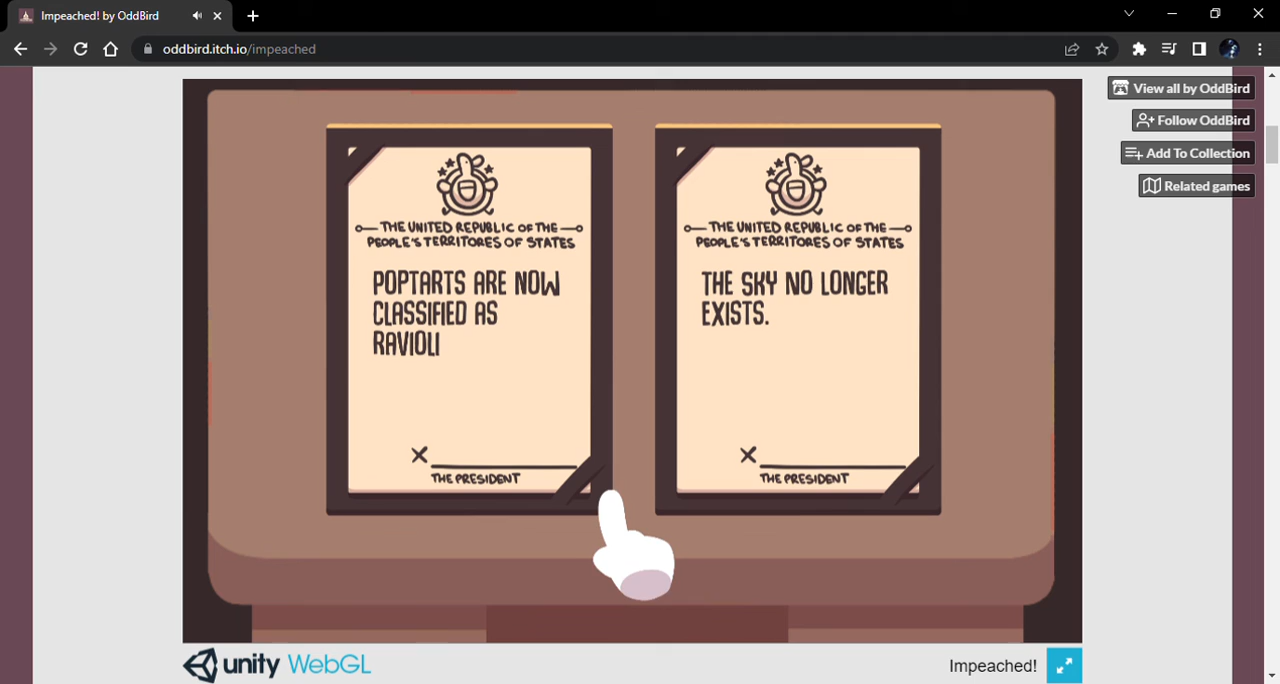 Impeached! by OddBird
oddbird.itch.io/impeached
View all by OddBird
Follow OddBird
Add To Collection
Related games
THE UNITED REPUBLIC OF THE
PEOPLE'S TERRITORES OF STATES
POPTARTS ARE NOW
CLASSIFIED AS
RAVIOLI
X
THE PRESIDENT
THE UNITED REPUBLIC OF THE
PEOPLE'S TERRITORES OF STATES
THE SKY NO LONGER
EXISTS.
X
THE PRESIDENT
unity WebGL
Impeached!